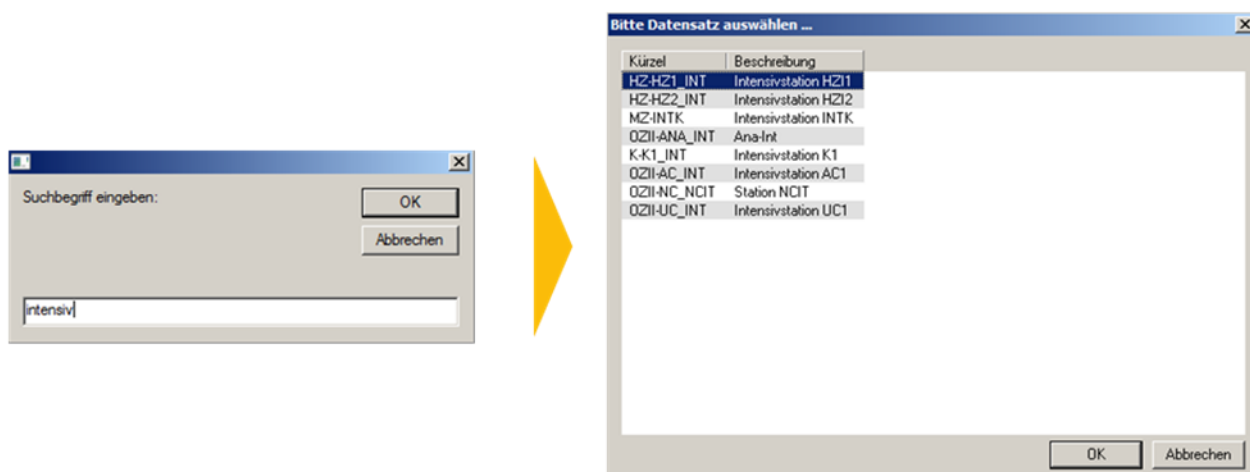 Suchbegriff eingeben:
OK
Abbrechen
intensiv
Bitte Datensatz auswählen ...
Kürzel Beschreibung
HZ-HZ1_INT Intensivstation HZI1
HZ-HZ2_INT Intensivstation HZI2
MZ-INTK Intensivstation INTK
OZII-ANA_INT Ana-Int
K-K1_INT Intensivstation K1
OZII-AC_INT Intensivstation AC1
OZII-NC_NCIT Station NCIT
OZII-UC_INT Intensivstation UC1
OK Abbrechen